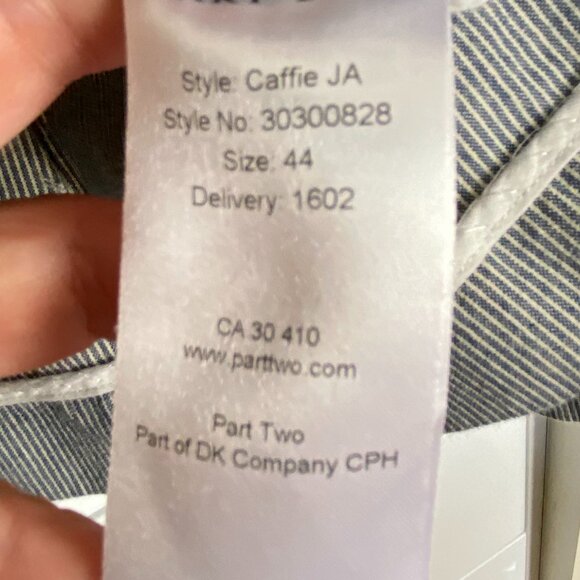 Style: Caffie JA
Style No: 30300828
Size: 44
Delivery: 1602
CA 30 410
www.parttwo.com
Part Two
Part of DK Company CPH